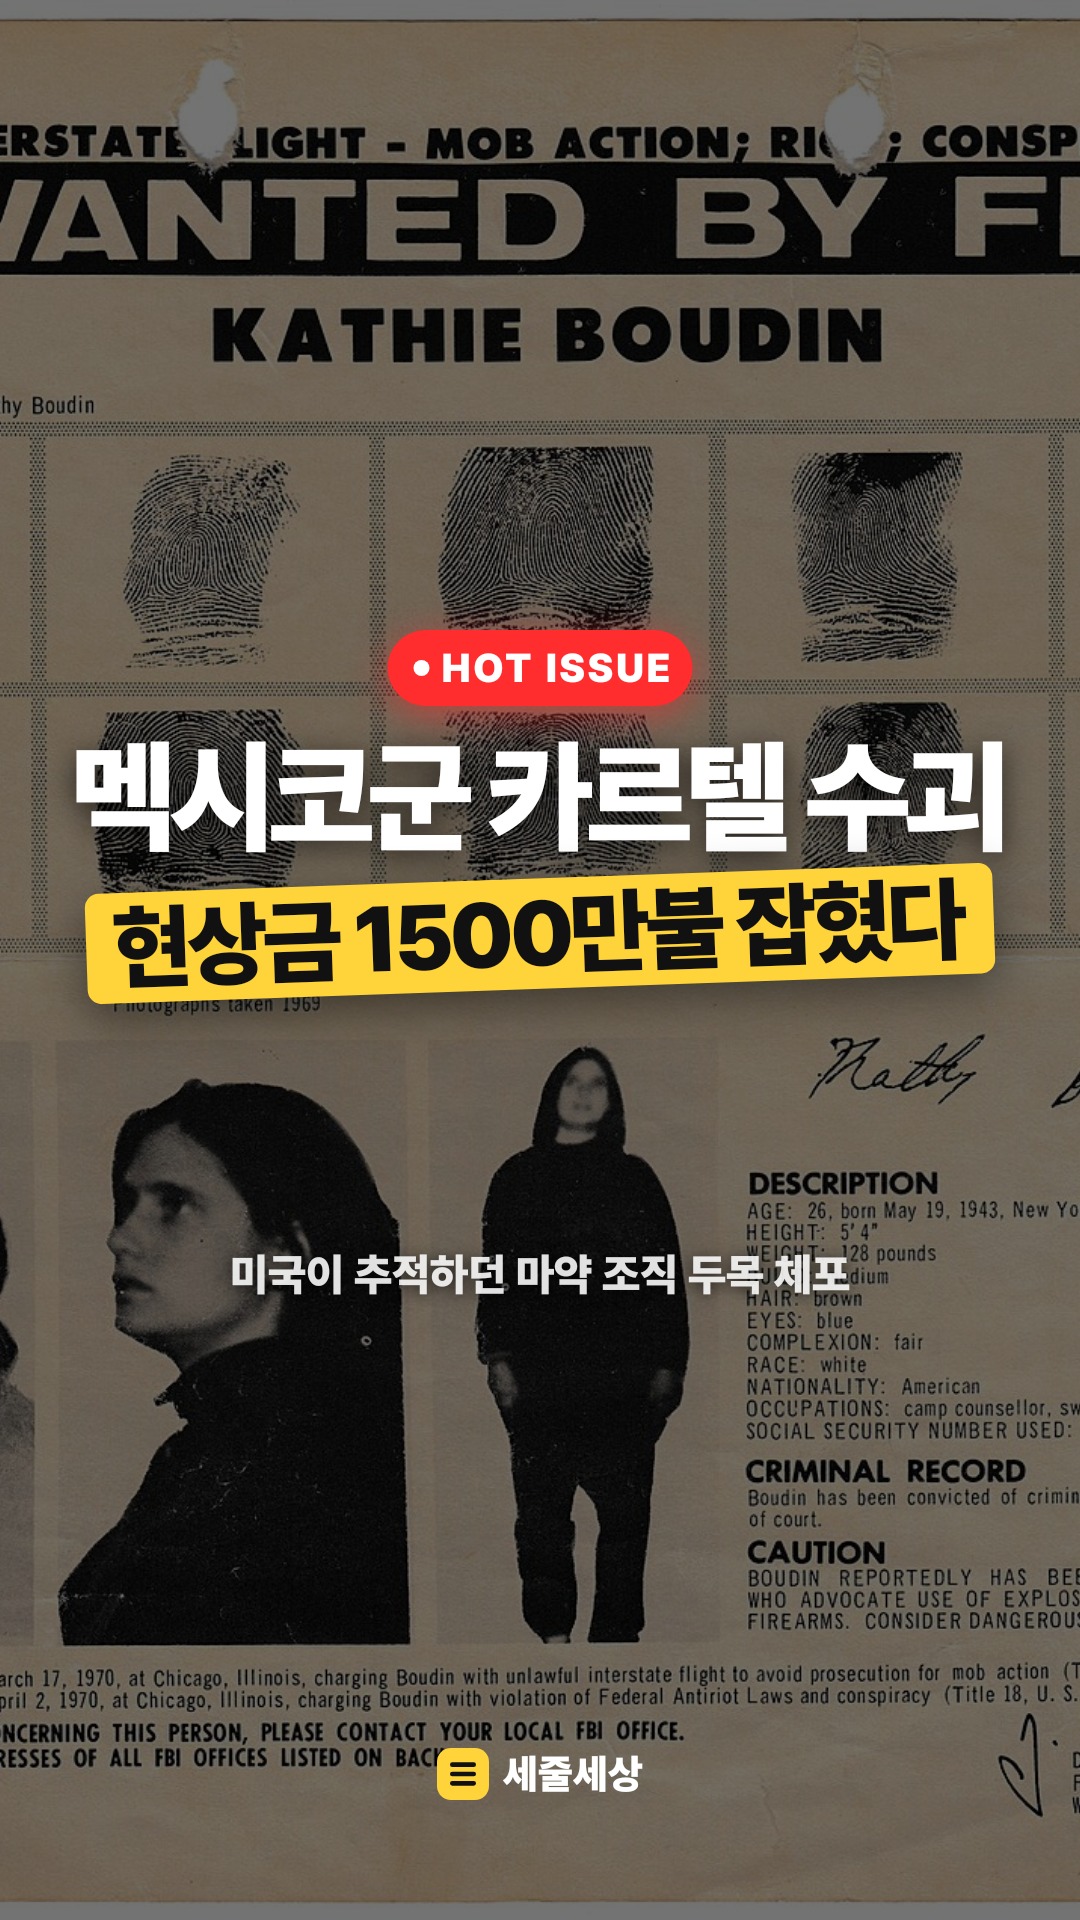 ERSTATE LIGHT - MOB ACTION; RI ; CONSP
WANTED BY F
KATHIE BOUDIN
hy Boudin
HOT ISSUE
멕시코군 카르텔 수괴
현상금 1500만불 잡혔다
Photographs taken 1969
Kathy
DESCRIPTION
AGE: 26, born May 19, 1943, New Yo
HEIGHT: 5' 4"
WEIGHT: 128 pounds
dium
미국이 추적하던 마약 조직 두목 체포
HAIR: brown
EYES: blue
COMPLEXION: fair
RACE: white
NATIONALITY: American
OCCUPATIONS: camp counsellor, sw
SOCIAL SECURITY NUMBER USED:
CRIMINAL RECORD
Boudin has been convicted of crimin
of court.
CAUTION
BOUDIN REPORTEDLY HAS BEE
WHO ADVOCATE USE OF EXPLOS
FIREARMS. CONSIDER DANGEROUS
arch 17, 1970, at Chicago, Illinois, charging Boudin with unlawful interstate flight to avoid prosecution for mob action (T
pril 2, 1970, at Chicago, Illinois, charging Boudin with violation of Federal Antiriot Laws and conspiracy (Title 18, U. S.
NCERNING THIS PERSON, PLEASE CONTACT YOUR LOCAL FBI OFFICE.
RESSES OF ALL FBI OFFICES LISTED ON BACK
세줄세상